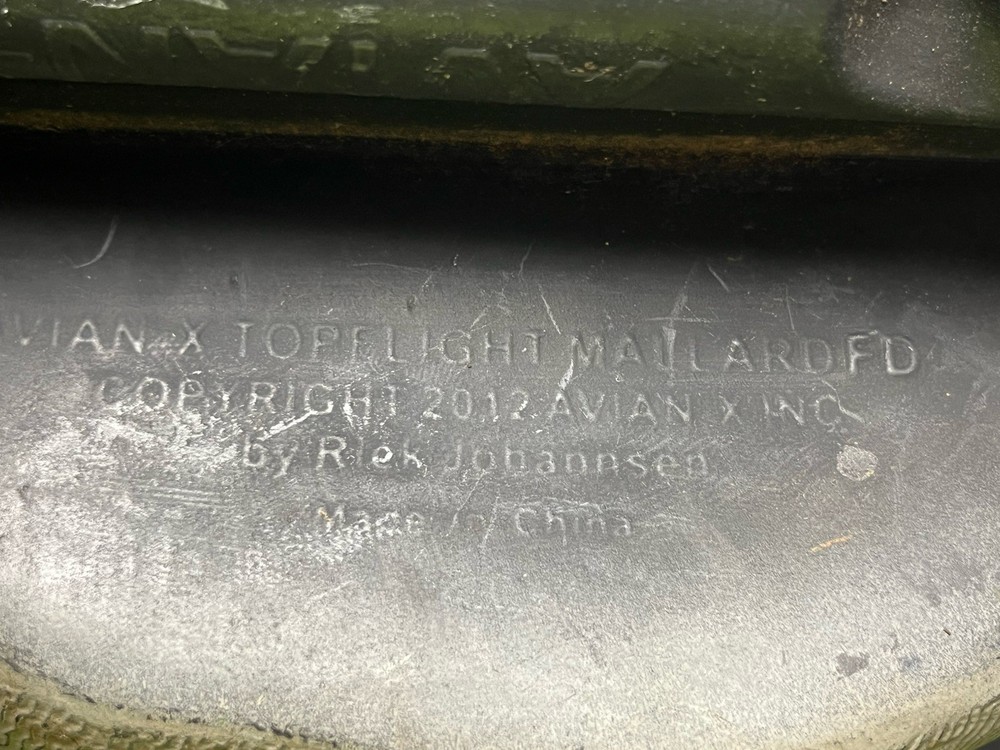 AVIAN-X TOPFLIGHT MALLARD FD
COPYRIGHT 2012 AVIAN X INC
by Rick Johannsen
Made in China